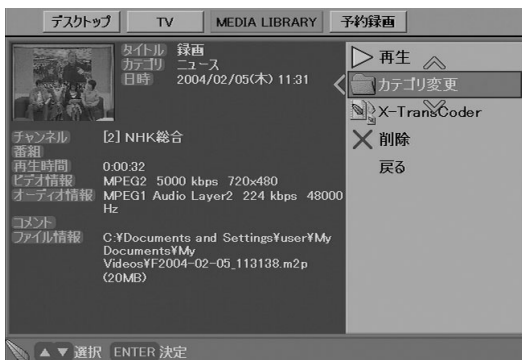 デスクトップ TV MEDIA LIBRARY 予約録画
タイトル 録画
カテゴリ ニュース
日時 2004/02/05(木) 11:31
チャンネル [2] NHK総合
番組
再生時間 0:00:32
ビデオ情報 MPEG2 5000 kbps 720x480
オーディオ情報 MPEG1 Audio Layer2 224 kbps 48000
Hz
コメント
ファイル情報 C:¥Documents and Settings¥user¥My
Documents¥My
Videos¥F2004-02-05_113138.m2p
(20MB)
再生
カテゴリ変更
X-TransCoder
削除
戻る
▲ ▼ 選択 ENTER 決定